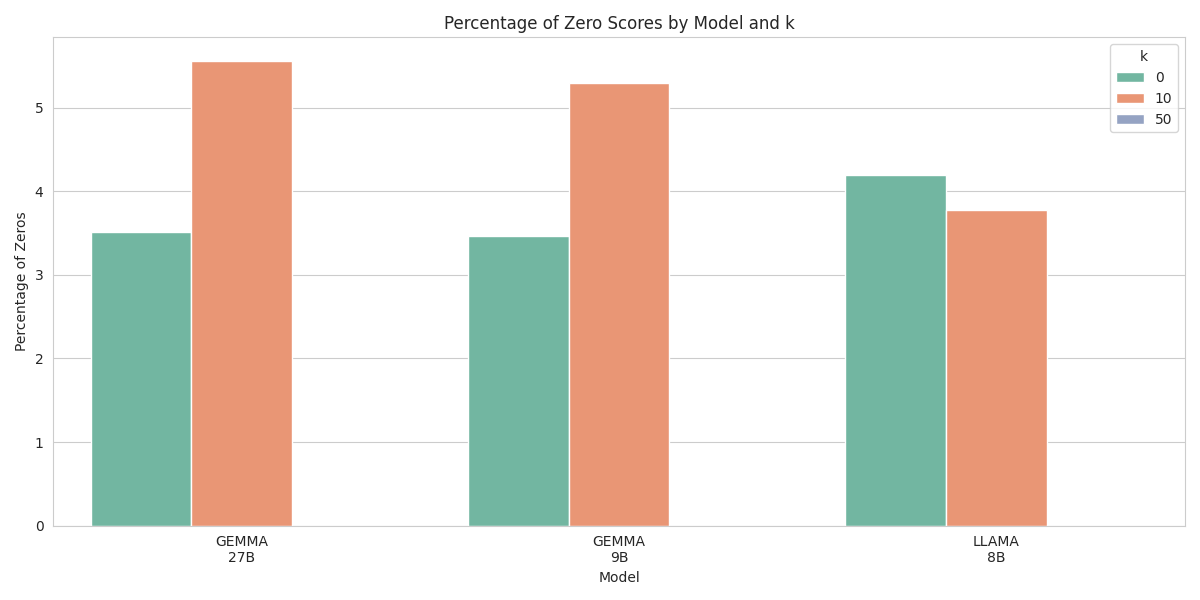 Percentage of Zero Scores by Model and k
k
0
10
50
Percentage of Zeros
5
4
3
2
1
0
GEMMA
27B
GEMMA
9B
LLAMA
8B
Model